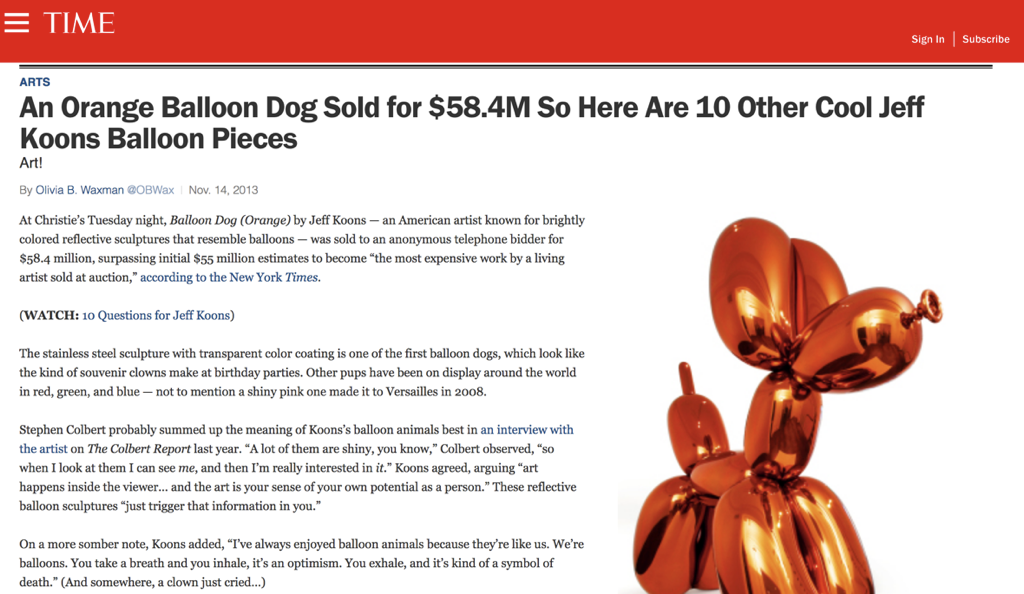 TIME
Sign In | Subscribe
ARTS
An Orange Balloon Dog Sold for $58.4M So Here Are 10 Other Cool Jeff
Koons Balloon Pieces
Art!
By Olivia B. Waxman @OBWax | Nov. 14, 2013
At Christie's Tuesday night, Balloon Dog (Orange) by Jeff Koons — an American artist known for brightly
colored reflective sculptures that resemble balloons — was sold to an anonymous telephone bidder for
$58.4 million, surpassing initial $55 million estimates to become “the most expensive work by a living
artist sold at auction,” according to the New York Times.
(WATCH: 10 Questions for Jeff Koons)
The stainless steel sculpture with transparent color coating is one of the first balloon dogs, which look like
the kind of souvenir clowns make at birthday parties. Other pups have been on display around the world
in red, green, and blue — not to mention a shiny pink one made it to Versailles in 2008.
Stephen Colbert probably summed up the meaning of Koons's balloon animals best in an interview with
the artist on The Colbert Report last year. “A lot of them are shiny, you know,” Colbert observed, “so
when I look at them I can see me, and then I'm really interested in it.” Koons agreed, arguing “art
happens inside the viewer… and the art is your sense of your own potential as a person.” These reflective
balloon sculptures “just trigger that information in you.”
On a more somber note, Koons added, “I've always enjoyed balloon animals because they're like us. We're
balloons. You take a breath and you inhale, it's an optimism. You exhale, and it's kind of a symbol of
death.” (And somewhere, a clown just cried…)